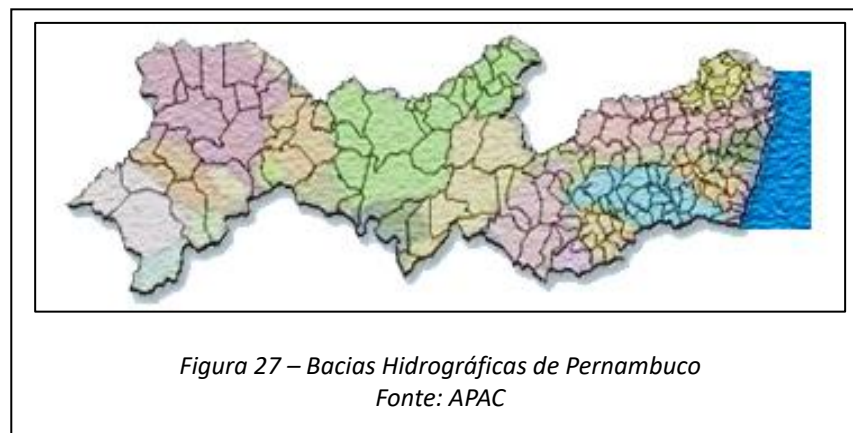 Figura 27 – Bacias Hidrográficas de Pernambuco
Fonte: APAC